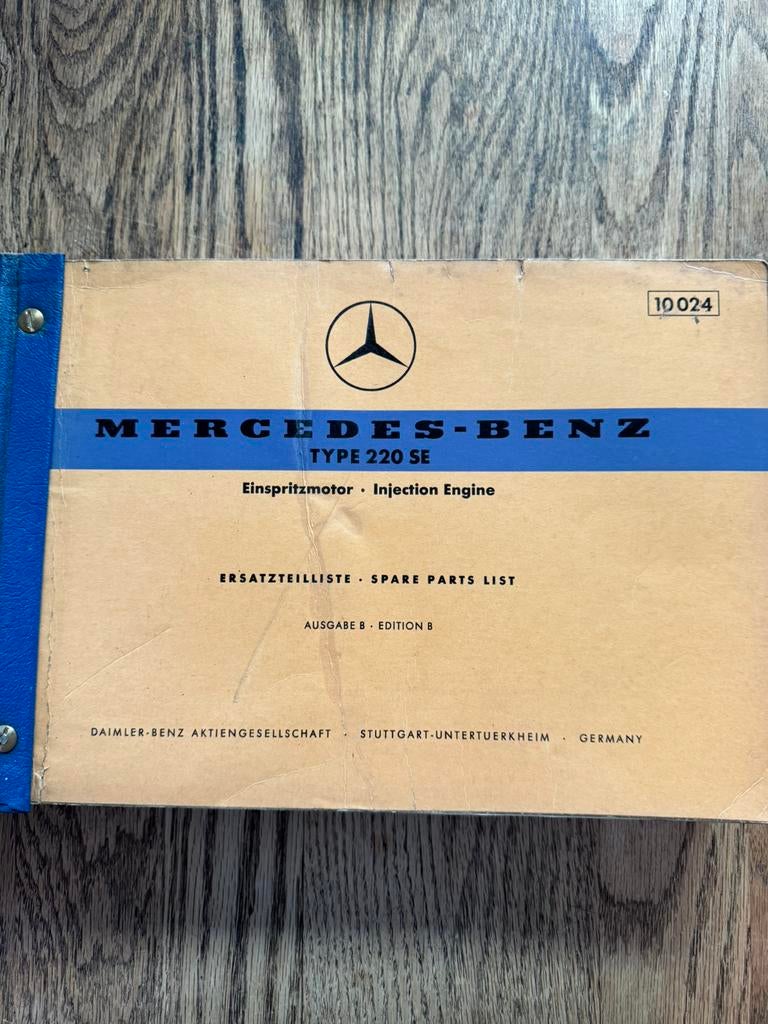 10024
MERCEDES-BENZ
TYPE 220 SE
Einspritzmotor · Injection Engine
ERSATZTEILLISTE · SPARE PARTS LIST
AUSGABE B · EDITION B
DAIMLER-BENZ AKTIENGESELLSCHAFT · STUTTGART-UNTERTUERKHEIM · GERMANY